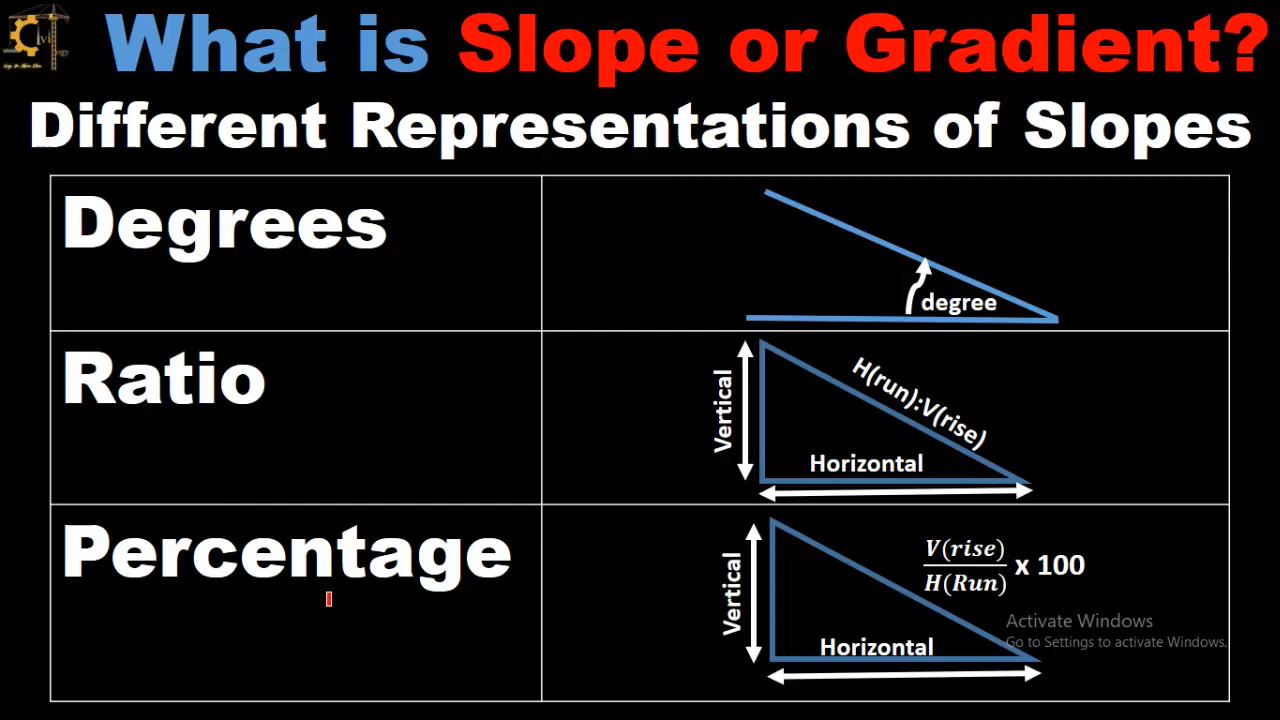 What is Slope or Gradient?
Different Representations of Slopes
Degrees
degree
Ratio
Vertical
H(run):V(rise)
Horizontal
Percentage
Vertical
V(rise)
H(Run)
x 100
Horizontal
Activate Windows
Go to Settings to activate Windows.